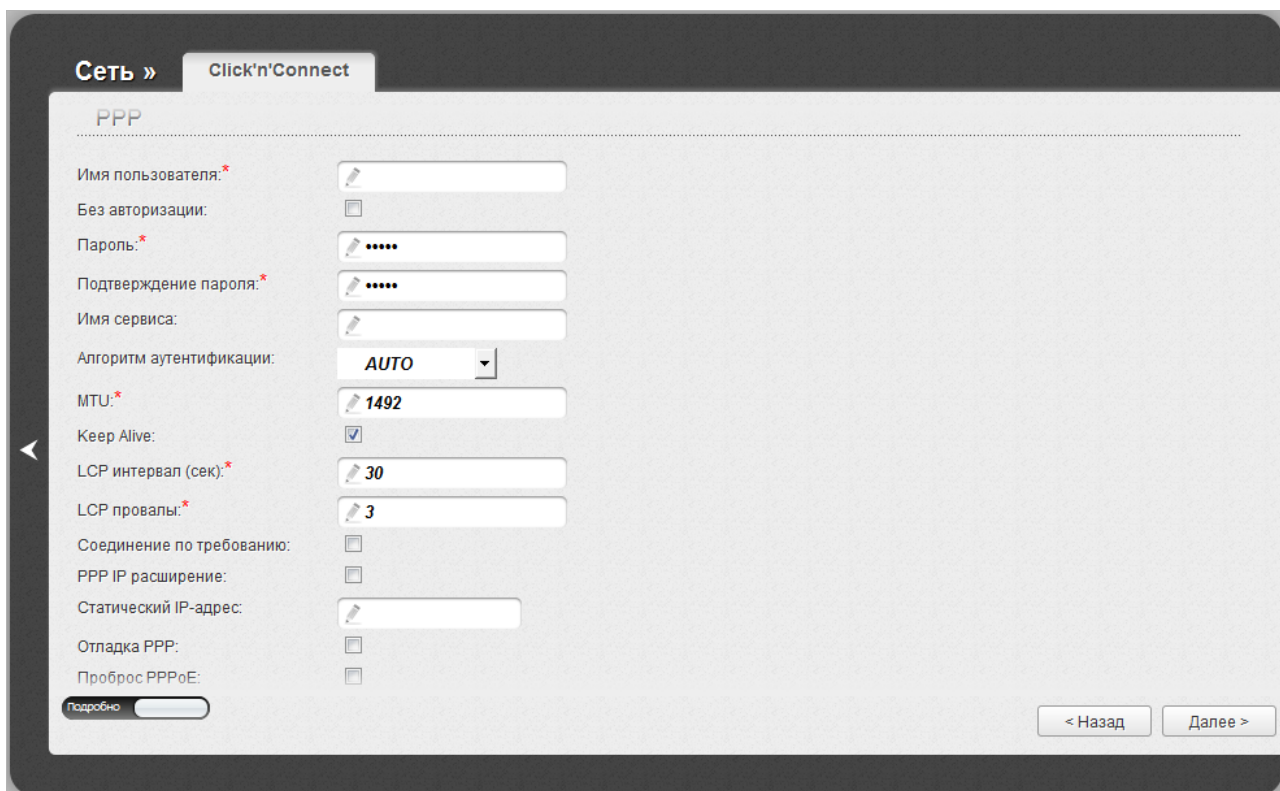 Сеть » Click'n'Connect
PPP
Имя пользователя:*
Без авторизации:
Пароль:* •••••
Подтверждение пароля:* •••••
Имя сервиса:
Алгоритм аутентификации: AUTO
MTU:* 1492
Keep Alive:
LCP интервал (сек):* 30
LCP провалы:* 3
Соединение по требованию:
PPP IP расширение:
Статический IP-адрес:
Отладка PPP:
Проброс PPPoE:
Подробно
< Назад Далее >